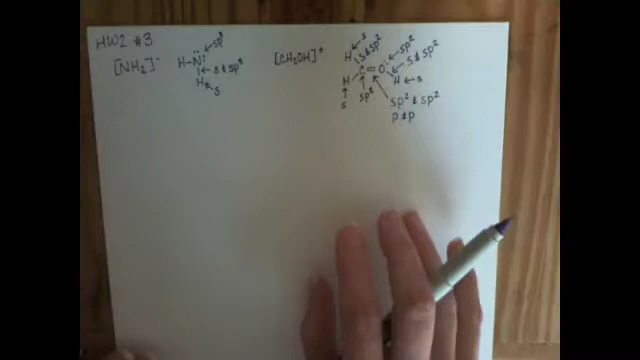 HW2 #3
[NH₂]⁻ H-N: sp³
s & sp³
H s
[CH₂OH]⁺ H s
s & sp² sp²
C=O: s & sp²
H H s
s sp² sp² & sp²
p & p